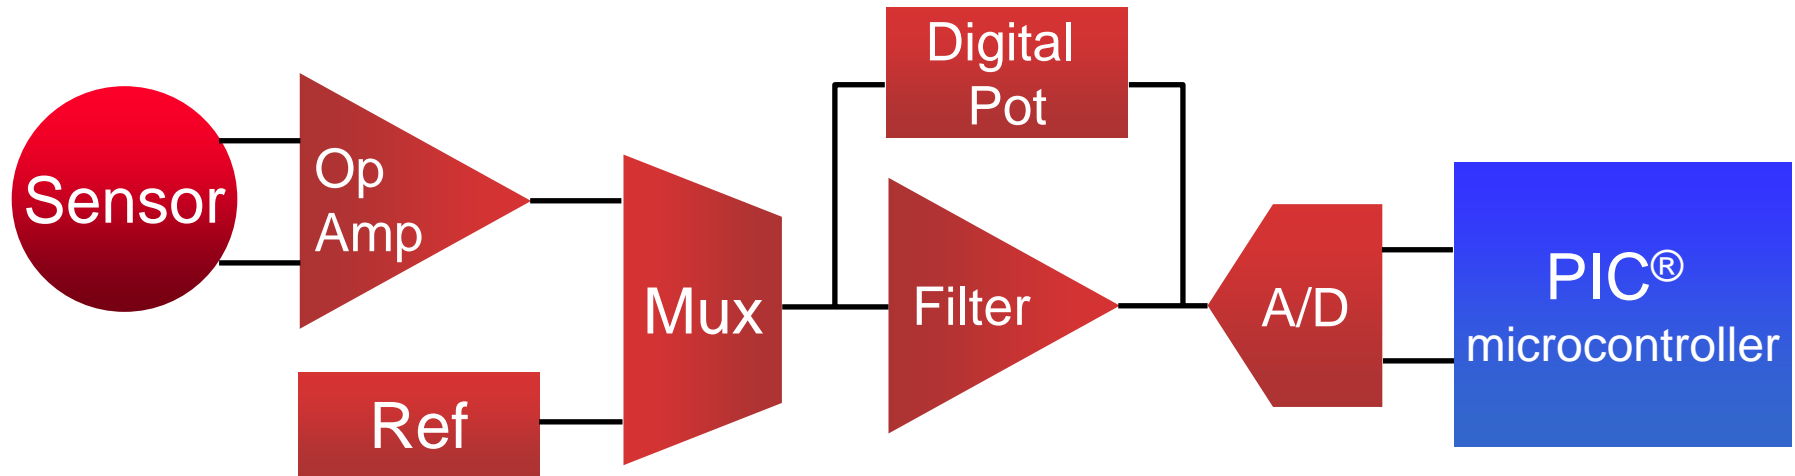 Sensor
Op
Amp
Ref
Mux
Digital
Pot
Filter
A/D
PIC®
microcontroller